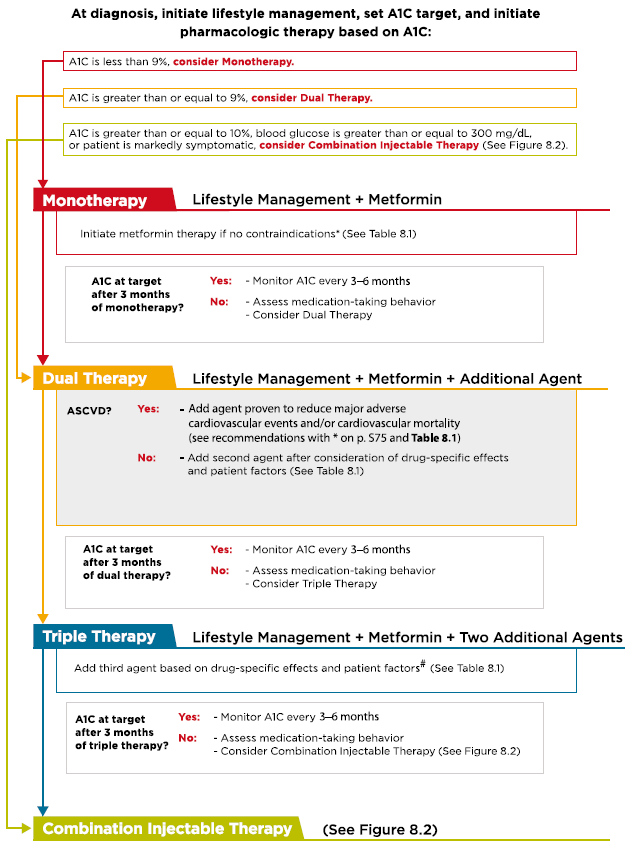 At diagnosis, initiate lifestyle management, set A1C target, and initiate
pharmacologic therapy based on A1C:
A1C is less than 9%, consider Monotherapy.
A1C is greater than or equal to 9%, consider Dual Therapy.
A1C is greater than or equal to 10%, blood glucose is greater than or equal to 300 mg/dL,
or patient is markedly symptomatic, consider Combination Injectable Therapy (See Figure 8.2).
Monotherapy Lifestyle Management + Metformin
Initiate metformin therapy if no contraindications* (See Table 8.1)
A1C at target
after 3 months
of monotherapy?
Yes: - Monitor A1C every 3–6 months
No: - Assess medication-taking behavior
- Consider Dual Therapy
Dual Therapy Lifestyle Management + Metformin + Additional Agent
ASCVD? Yes: - Add agent proven to reduce major adverse
cardiovascular events and/or cardiovascular mortality
(see recommendations with * on p. S75 and Table 8.1)
No: - Add second agent after consideration of drug-specific effects
and patient factors (See Table 8.1)
A1C at target
after 3 months
of dual therapy?
Yes: - Monitor A1C every 3–6 months
No: - Assess medication-taking behavior
- Consider Triple Therapy
Triple Therapy Lifestyle Management + Metformin + Two Additional Agents
Add third agent based on drug-specific effects and patient factors# (See Table 8.1)
A1C at target
after 3 months
of triple therapy?
Yes: - Monitor A1C every 3–6 months
No: - Assess medication-taking behavior
- Consider Combination Injectable Therapy (See Figure 8.2)
Combination Injectable Therapy (See Figure 8.2)